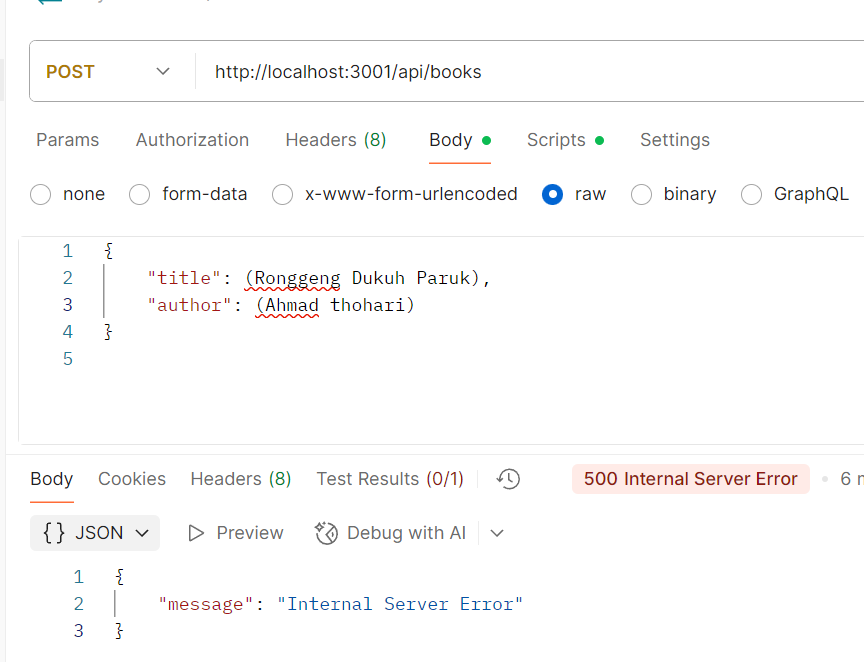 POST http://localhost:3001/api/books
Params Authorization Headers (8) Body Scripts Settings
none form-data x-www-form-urlencoded raw binary GraphQL
1 {
2 "title": (Ronggeng Dukuh Paruk),
3 "author": (Ahmad thohari)
4 }
5
Body Cookies Headers (8) Test Results (0/1) 500 Internal Server Error 6
{} JSON Preview Debug with AI
1 {
2 "message": "Internal Server Error"
3 }